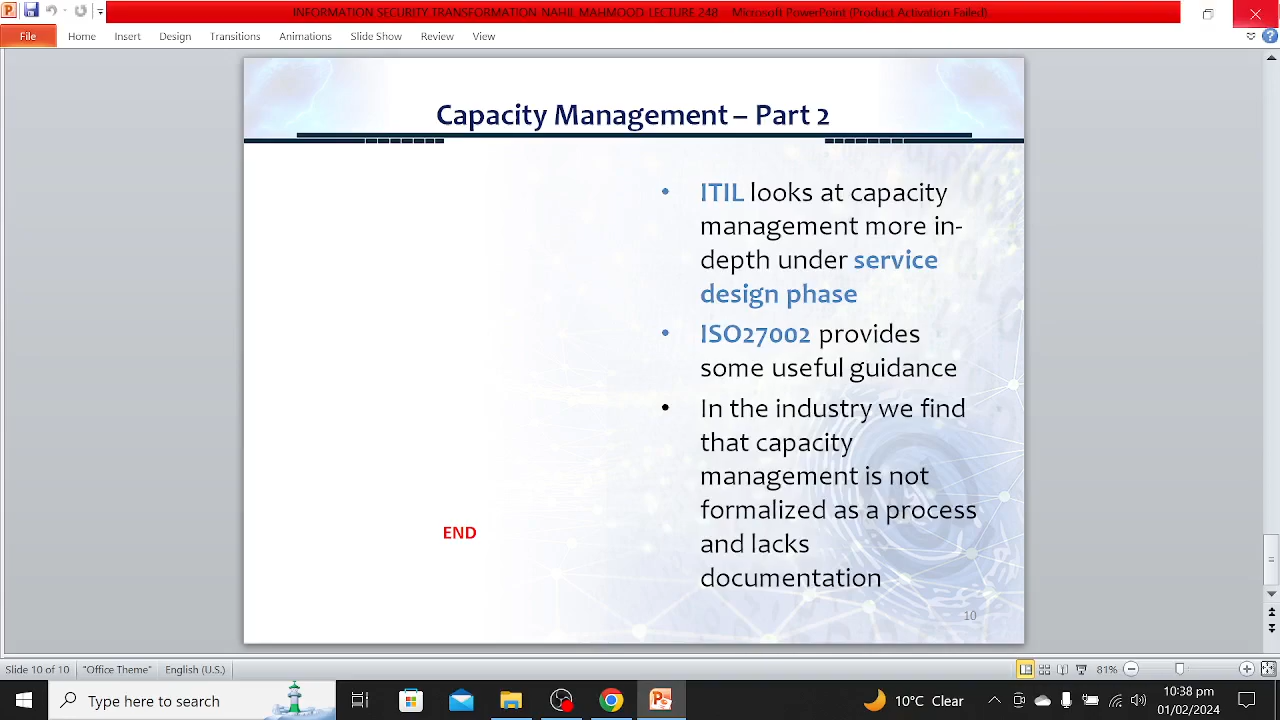 INFORMATION SECURITY TRANSFORMATION NAHIL MAHMOOD LECTURE 248 - Microsoft PowerPoint (Product Activation Failed)
File Home Insert Design Transitions Animations Slide Show Review View
Capacity Management – Part 2
• ITIL looks at capacity
management more in-
depth under service
design phase
• ISO27002 provides
some useful guidance
• In the industry we find
that capacity
management is not
formalized as a process
and lacks
documentation
END
10
Slide 10 of 10 "Office Theme" English (U.S.) 81%
Type here to search 10°C Clear 10:38 pm
01/02/2024